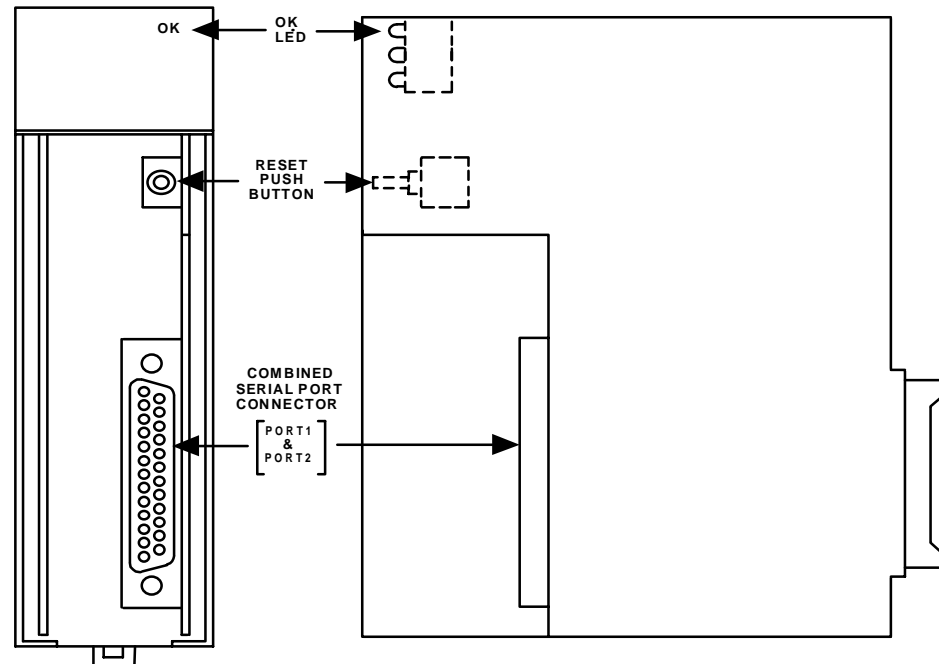 OK
OK
LED
RESET
PUSH
BUTTON
COMBINED
SERIAL PORT
CONNECTOR
PORT1
&
PORT2